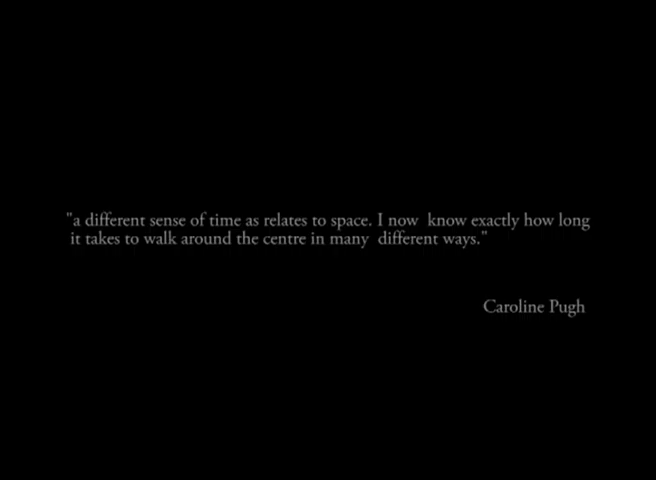 "a different sense of time as relates to space. I now  know exactly how long
it takes to walk around the centre in many  different ways."
Caroline Pugh